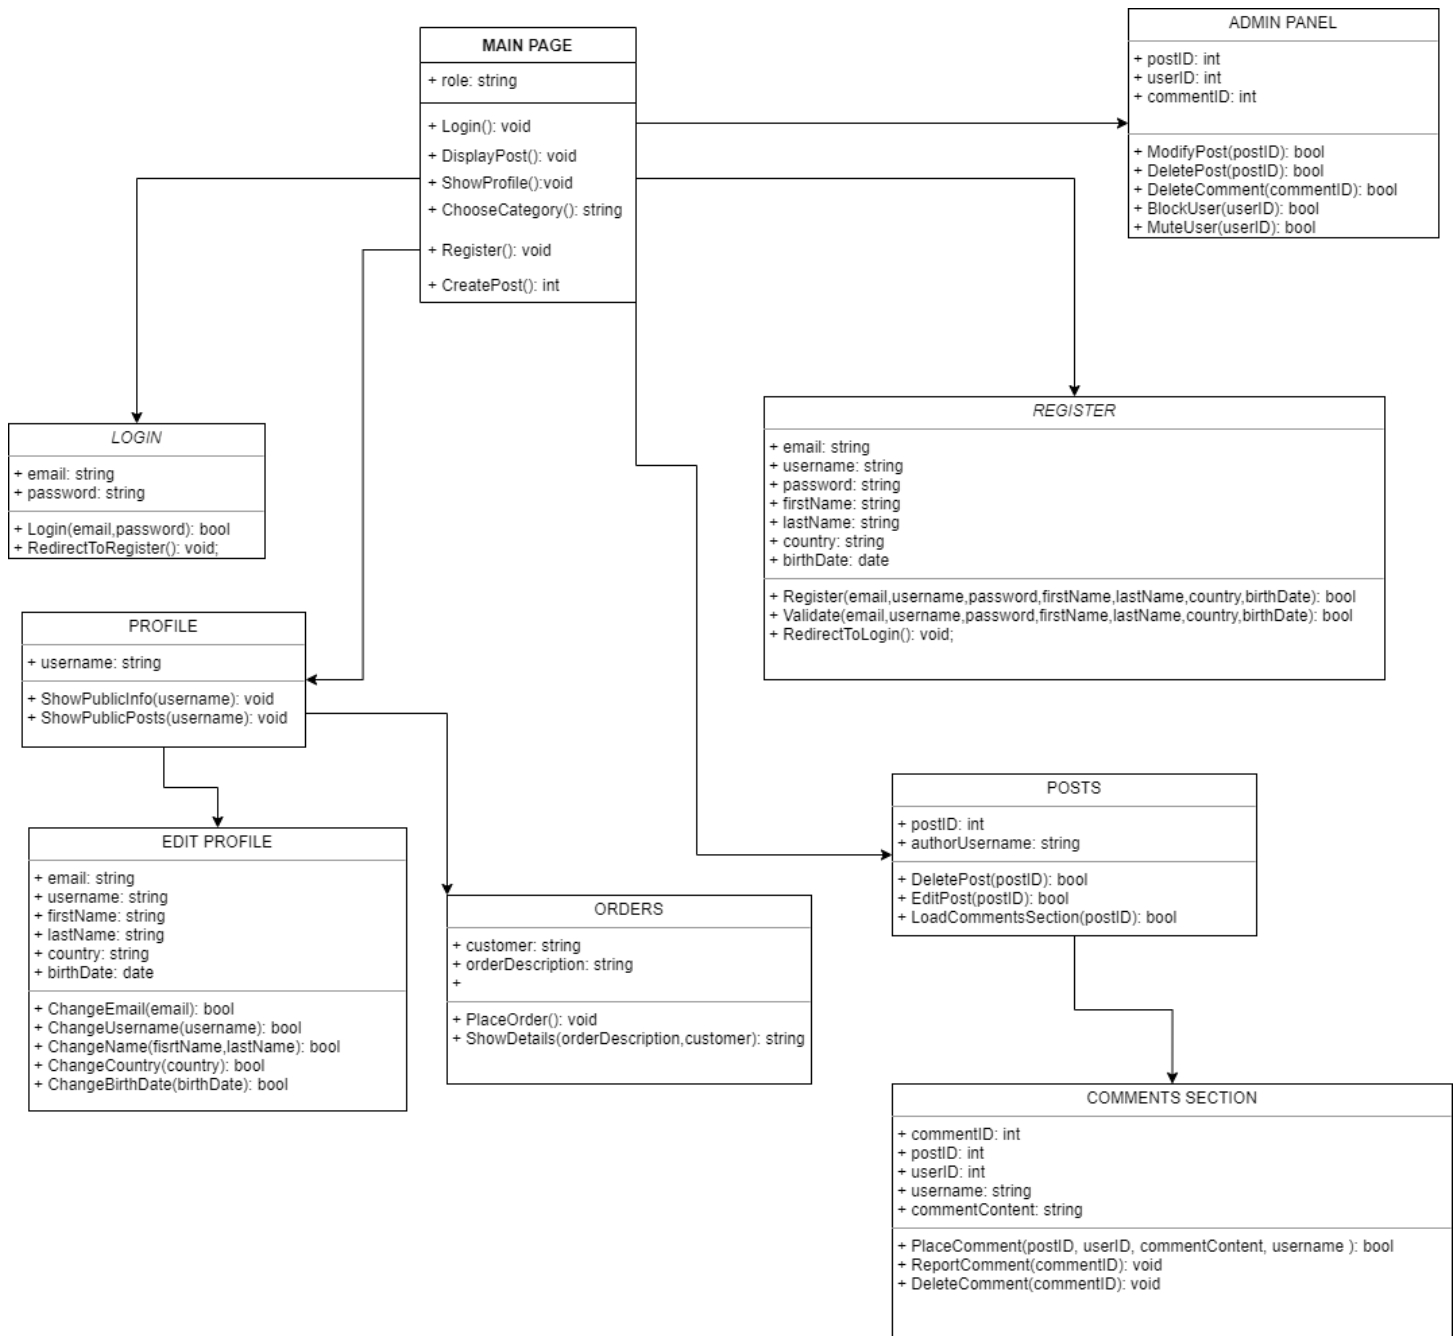 MAIN PAGE
+ role: string
+ Login(): void
+ DisplayPost(): void
+ ShowProfile():void
+ ChooseCategory(): string
+ Register(): void
+ CreatePost(): int
ADMIN PANEL
+ postID: int
+ userID: int
+ commentID: int
+ ModifyPost(postID): bool
+ DeletePost(postID): bool
+ DeleteComment(commentID): bool
+ BlockUser(userID): bool
+ MuteUser(userID): bool
LOGIN
+ email: string
+ password: string
+ Login(email,password): bool
+ RedirectToRegister(): void;
REGISTER
+ email: string
+ username: string
+ password: string
+ firstName: string
+ lastName: string
+ country: string
+ birthDate: date
+ Register(email,username,password,firstName,lastName,country,birthDate): bool
+ Validate(email,username,password,firstName,lastName,country,birthDate): bool
+ RedirectToLogin(): void;
PROFILE
+ username: string
+ ShowPublicInfo(username): void
+ ShowPublicPosts(username): void
EDIT PROFILE
+ email: string
+ username: string
+ firstName: string
+ lastName: string
+ country: string
+ birthDate: date
+ ChangeEmail(email): bool
+ ChangeUsername(username): bool
+ ChangeName(fisrtName,lastName): bool
+ ChangeCountry(country): bool
+ ChangeBirthDate(birthDate): bool
ORDERS
+ customer: string
+ orderDescription: string
+
+ PlaceOrder(): void
+ ShowDetails(orderDescription,customer): string
POSTS
+ postID: int
+ authorUsername: string
+ DeletePost(postID): bool
+ EditPost(postID): bool
+ LoadCommentsSection(postID): bool
COMMENTS SECTION
+ commentID: int
+ postID: int
+ userID: int
+ username: string
+ commentContent: string
+ PlaceComment(postID, userID, commentContent, username ): bool
+ ReportComment(commentID): void
+ DeleteComment(commentID): void